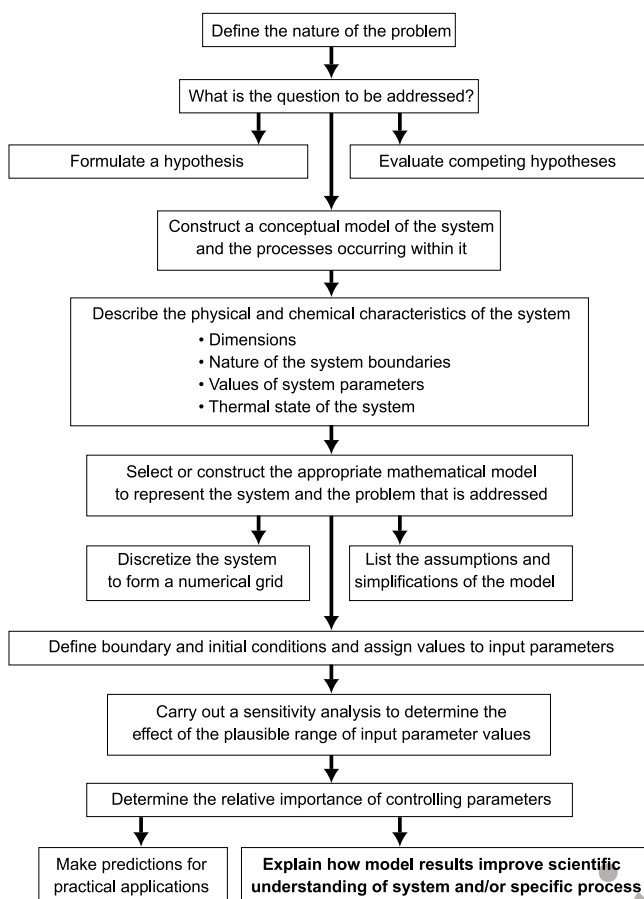 Define the nature of the problem
What is the question to be addressed?
Formulate a hypothesis
Evaluate competing hypotheses
Construct a conceptual model of the system
and the processes occurring within it
Describe the physical and chemical characteristics of the system
• Dimensions
• Nature of the system boundaries
• Values of system parameters
• Thermal state of the system
Select or construct the appropriate mathematical model
to represent the system and the problem that is addressed
Discretize the system
to form a numerical grid
List the assumptions and
simplifications of the model
Define boundary and initial conditions and assign values to input parameters
Carry out a sensitivity analysis to determine the
effect of the plausible range of input parameter values
Determine the relative importance of controlling parameters
Make predictions for
practical applications
Explain how model results improve scientific
understanding of system and/or specific process